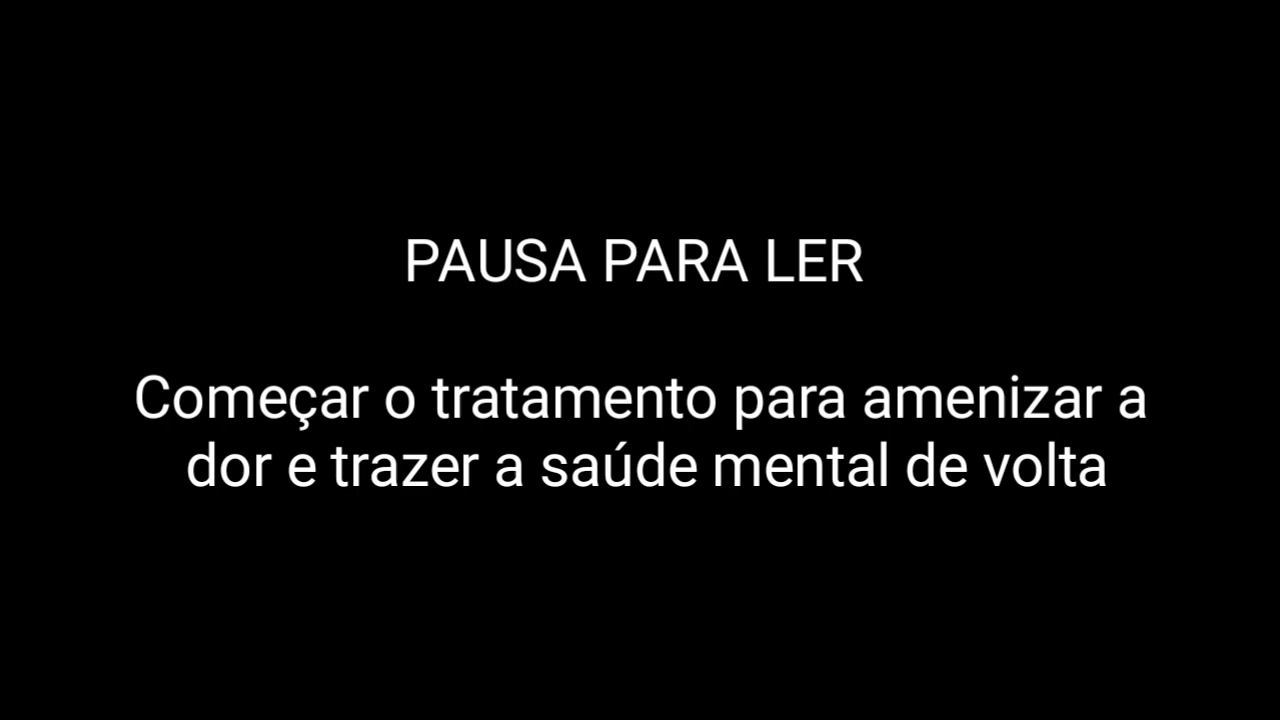 PAUSA PARA LER
Começar o tratamento para amenizar a
dor e trazer a saúde mental de volta